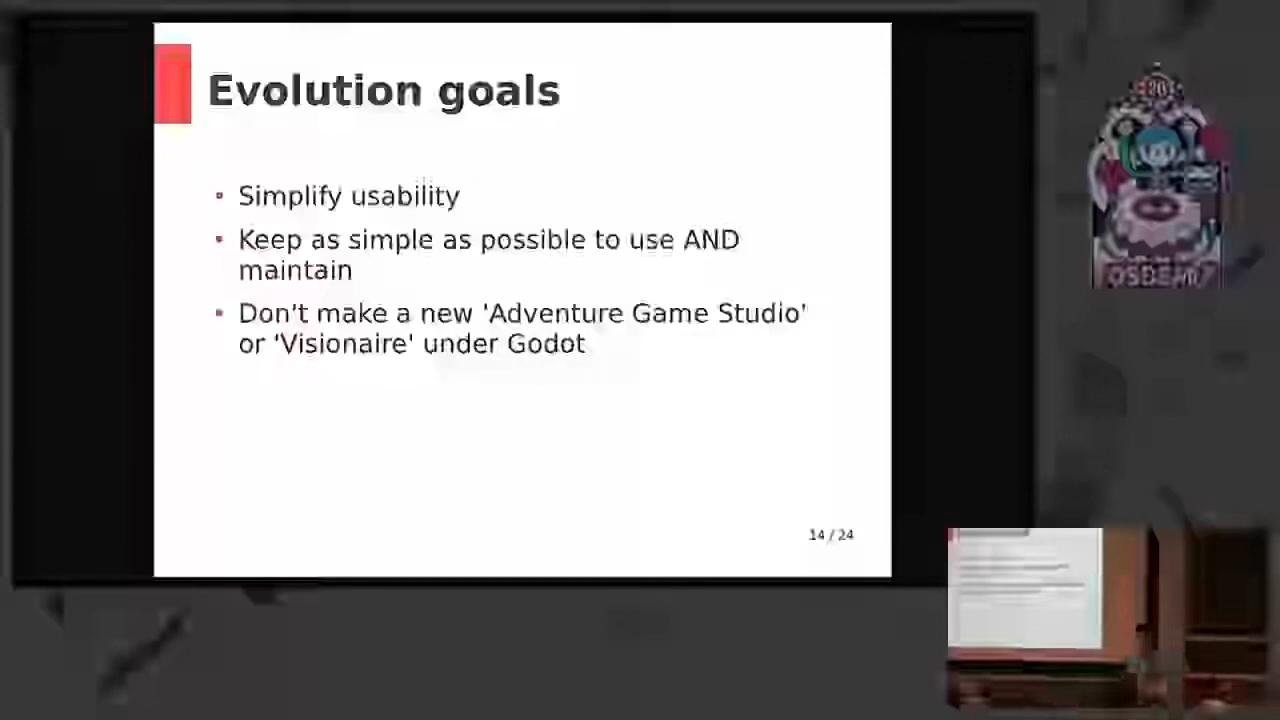 Evolution goals
Simplify usability
Keep as simple as possible to use AND
maintain
Don't make a new 'Adventure Game Studio'
or 'Visionaire' under Godot
14 / 24